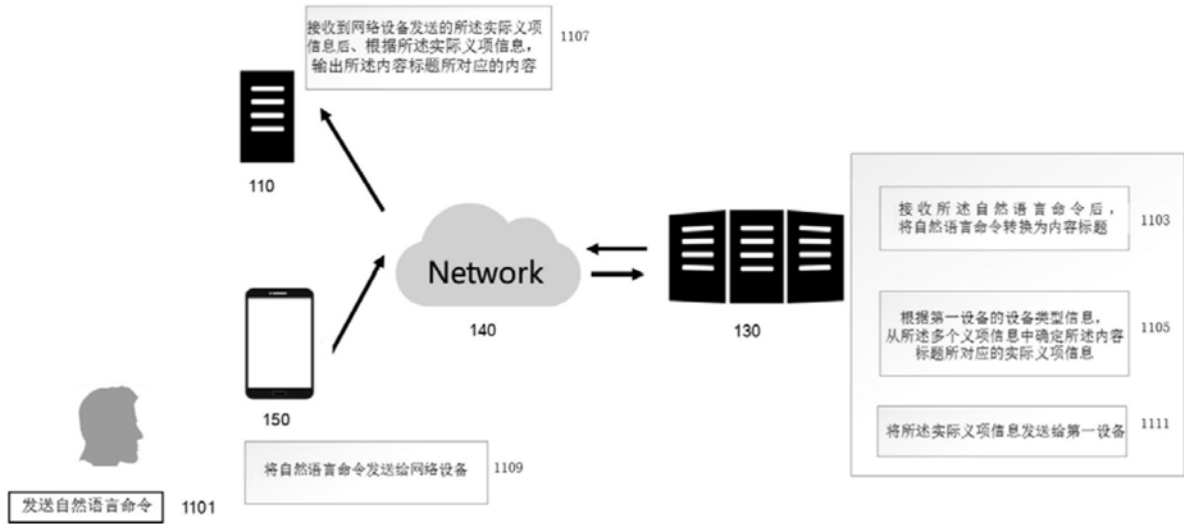 接收到网络设备发送的所述实际义项
信息后、根据所述实际义项信息，
输出所述内容标题所对应的内容
1107
110
接收所述自然语言命令后，
将自然语言命令转换为内容标题
1103
Network
140
130
根据第一设备的设备类型信息，
从所述多个义项信息中确定所述内容
标题所对应的实际义项信息
1105
150
将所述实际义项信息发送给第一设备
1111
将自然语言命令发送给网络设备
1109
发送自然语言命令
1101